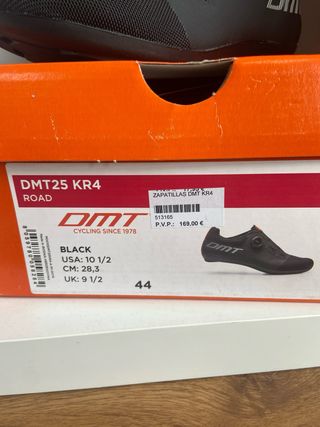 DMT
DMT25 KR4
ROAD
ZAPATILLAS DMT KR4
513165
P.V.P.: 169,00 €
DMT
CYCLING SINCE 1978
BLACK
USA: 10 1/2
CM: 28,3
UK: 9 1/2
44
DMT